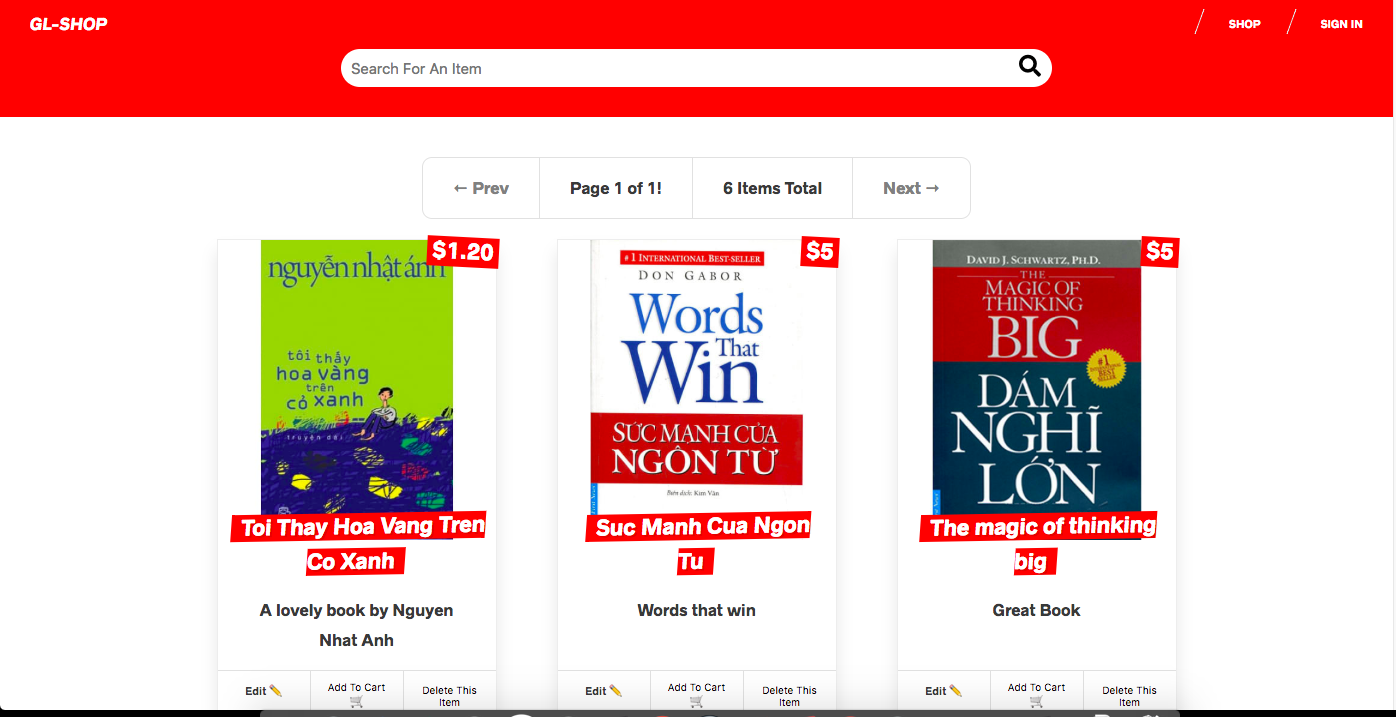 GL-SHOP
SHOP
SIGN IN
Search For An Item
← Prev
Page 1 of 1!
6 Items Total
Next →
$1.20
nguyễn nhật ánh
tôi thấy
hoa vàng
trên
cỏ xanh
truyện dài
Toi Thay Hoa Vang Tren
Co Xanh
A lovely book by Nguyen
Nhat Anh
Edit ✏️
Add To Cart
🛒
Delete This
Item
$5
#1 INTERNATIONAL BEST-SELLER
DON GABOR
Words
That
Win
SỨC MẠNH CỦA
NGÔN TỪ
Biên dịch: Kim Vân
Suc Manh Cua Ngon
Tu
Words that win
Edit ✏️
Add To Cart
🛒
Delete This
Item
$5
DAVID J. SCHWARTZ, PH.D.
THE
MAGIC OF
THINKING
BIG
#1
DÁM
NGHĨ
LỚN
The magic of thinking
big
Great Book
Edit ✏️
Add To Cart
🛒
Delete This
Item